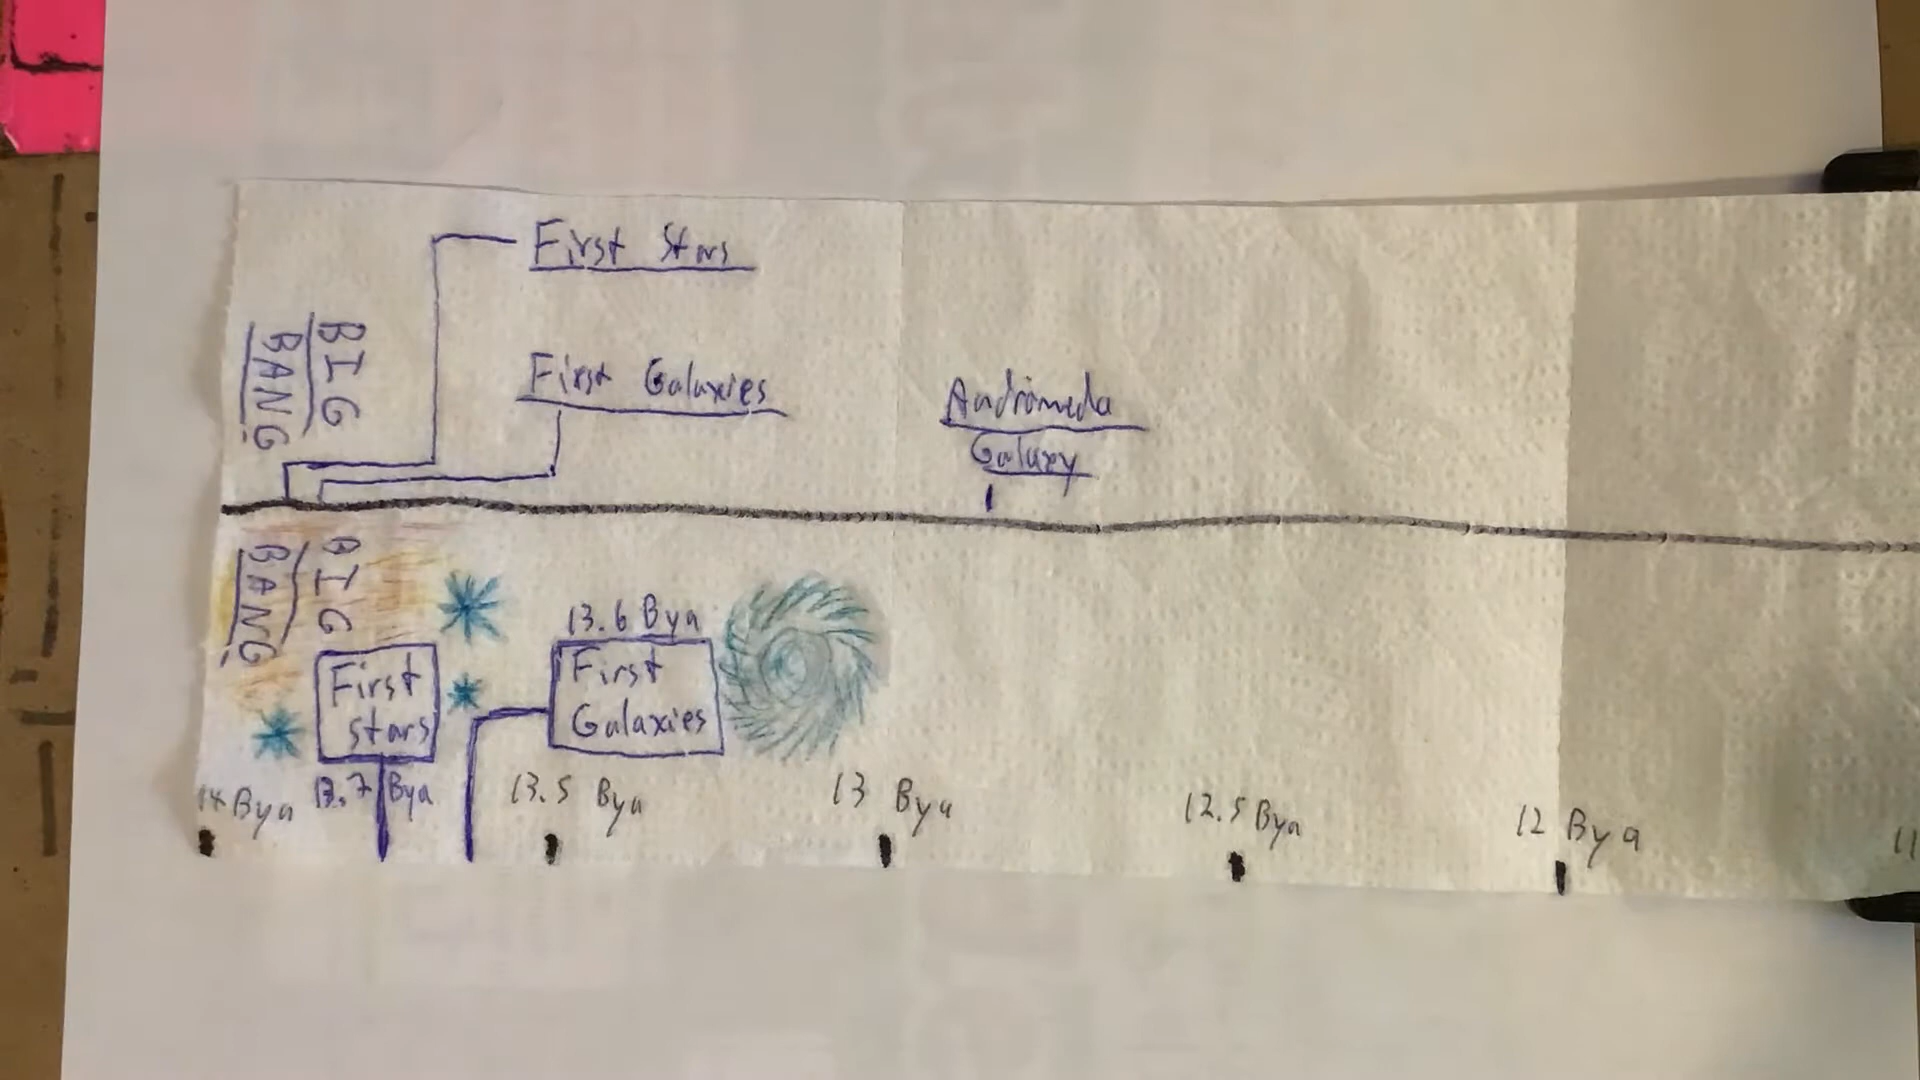 First Stars
BIG
BANG
First Galaxies
Andromeda
Galaxy
BIG
BANG
13.6 Bya
First
stars
First
Galaxies
14 Bya
13.7 Bya
13.5 Bya
13 Bya
12.5 Bya
12 Bya
11